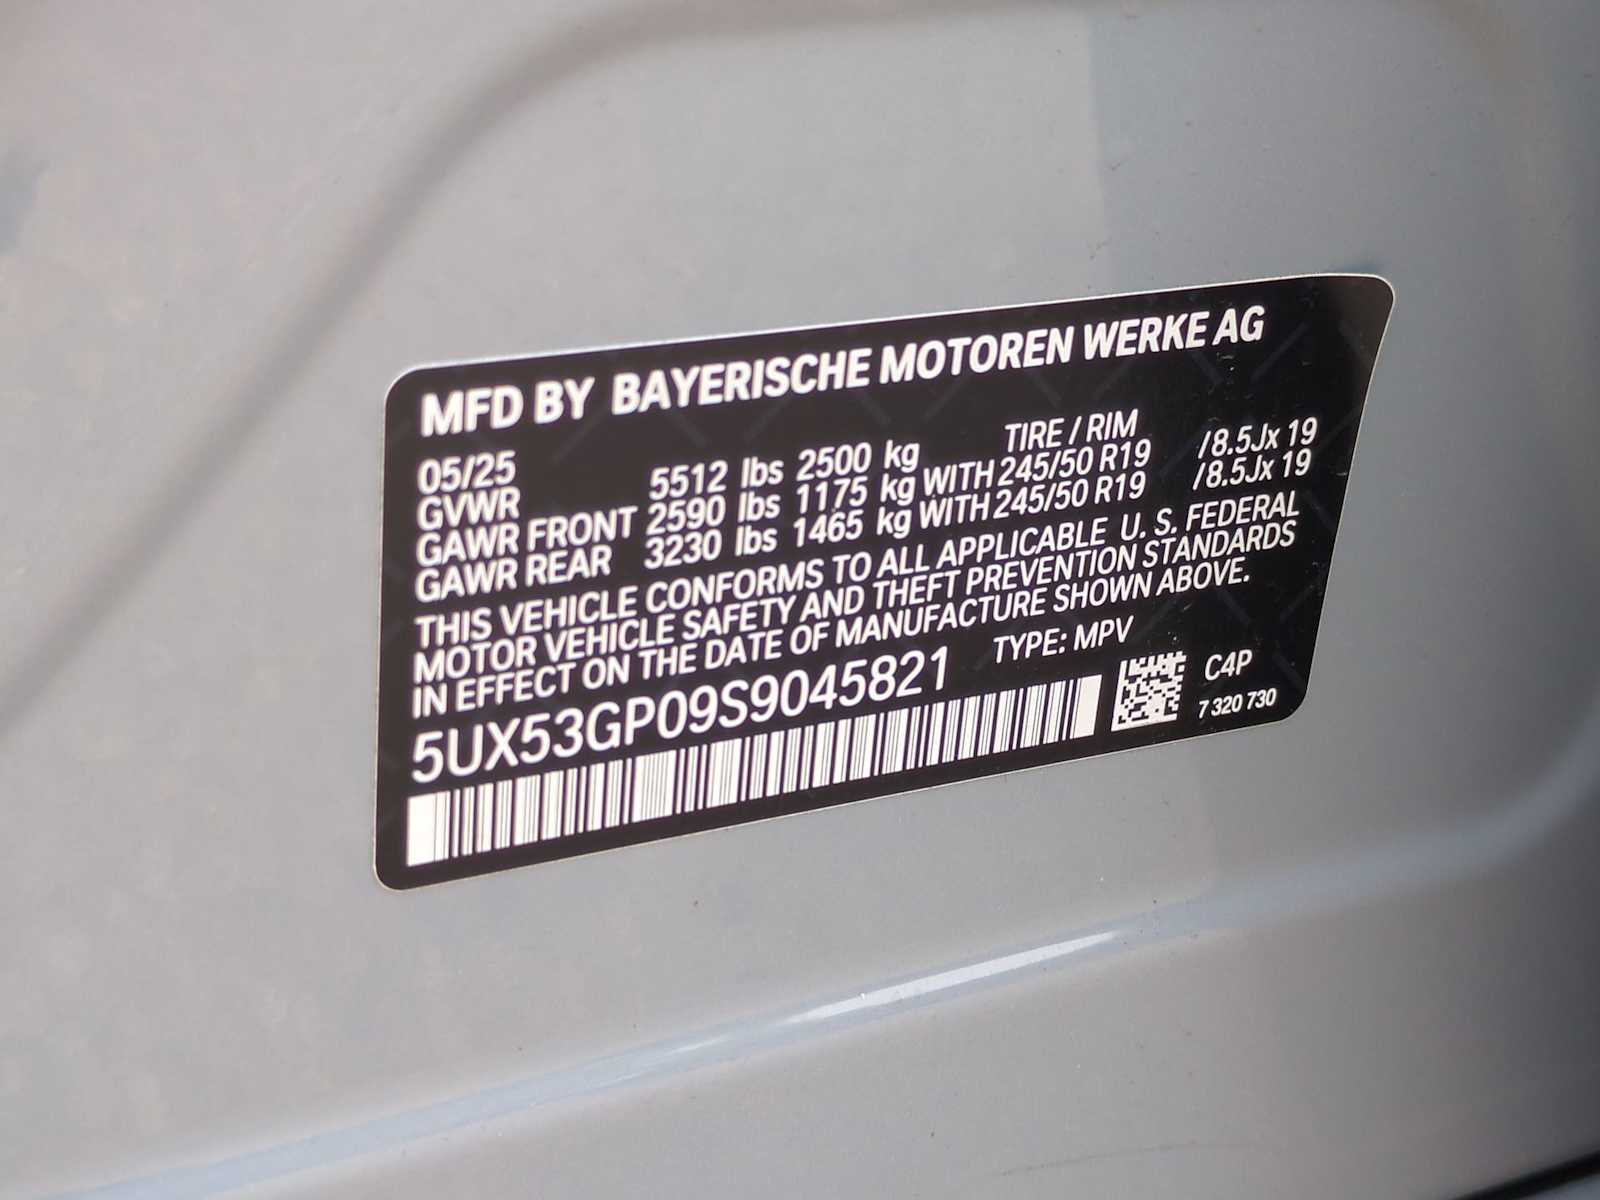 MFD BY BAYERISCHE MOTOREN WERKE AG
05/25 TIRE / RIM
GVWR 5512 lbs 2500 kg
GAWR FRONT 2590 lbs 1175 kg WITH 245/50 R19 /8.5Jx 19
GAWR REAR 3230 lbs 1465 kg WITH 245/50 R19 /8.5Jx 19
THIS VEHICLE CONFORMS TO ALL APPLICABLE U. S. FEDERAL
MOTOR VEHICLE SAFETY AND THEFT PREVENTION STANDARDS
IN EFFECT ON THE DATE OF MANUFACTURE SHOWN ABOVE.
5UX53GP09S9045821 TYPE: MPV
C4P
7 320 730